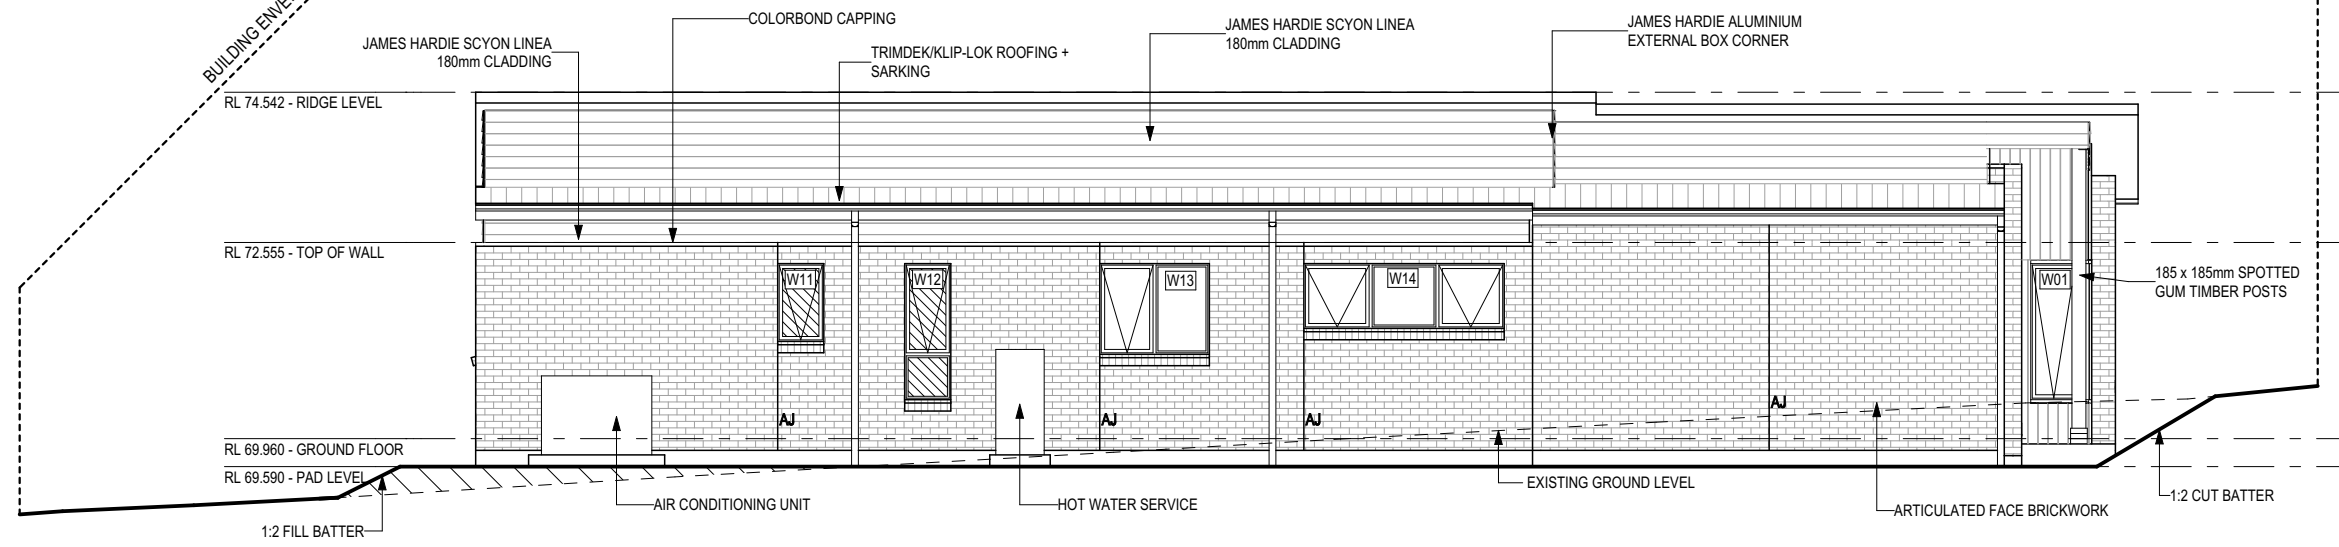 BUILDING ENVE
COLORBOND CAPPING
JAMES HARDIE SCYON LINEA
180mm CLADDING
JAMES HARDIE ALUMINIUM
EXTERNAL BOX CORNER
JAMES HARDIE SCYON LINEA
180mm CLADDING
TRIMDEK/KLIP-LOK ROOFING +
SARKING
RL 74.542 - RIDGE LEVEL
RL 72.555 - TOP OF WALL
W11
W12
W13
W14
W01
185 x 185mm SPOTTED
GUM TIMBER POSTS
AJ
AJ
AJ
AJ
RL 69.960 - GROUND FLOOR
RL 69.590 - PAD LEVEL
EXISTING GROUND LEVEL
1:2 CUT BATTER
AIR CONDITIONING UNIT
HOT WATER SERVICE
ARTICULATED FACE BRICKWORK
1:2 FILL BATTER